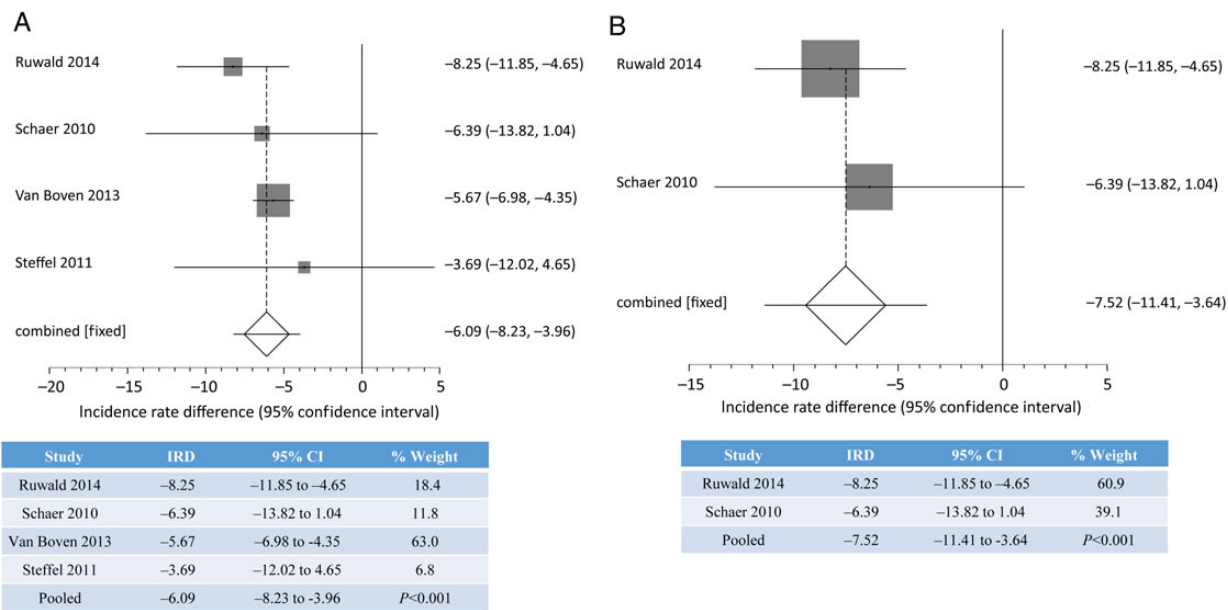 A
Ruwald 2014 –8.25 (–11.85, –4.65)
Schaer 2010 –6.39 (–13.82, 1.04)
Van Boven 2013 –5.67 (–6.98, –4.35)
Steffel 2011 –3.69 (–12.02, 4.65)
combined [fixed] –6.09 (–8.23, –3.96)
–20 –15 –10 –5 0 5
Incidence rate difference (95% confidence interval)
Study IRD 95% CI % Weight
Ruwald 2014 –8.25 –11.85 to –4.65 18.4
Schaer 2010 –6.39 –13.82 to 1.04 11.8
Van Boven 2013 –5.67 –6.98 to -4.35 63.0
Steffel 2011 –3.69 –12.02 to 4.65 6.8
Pooled –6.09 –8.23 to -3.96 P<0.001
B
Ruwald 2014 –8.25 (–11.85, –4.65)
Schaer 2010 –6.39 (–13.82, 1.04)
combined [fixed] –7.52 (–11.41, –3.64)
–15 –10 –5 0 5
Incidence rate difference (95% confidence interval)
Study IRD 95% CI % Weight
Ruwald 2014 –8.25 –11.85 to –4.65 60.9
Schaer 2010 –6.39 –13.82 to 1.04 39.1
Pooled –7.52 –11.41 to -3.64 P<0.001